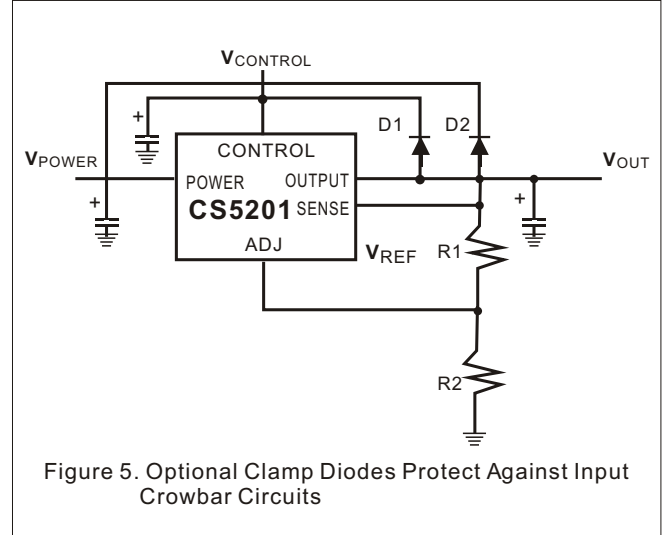 VCONTROL
+
D1
D2
VPOWER
CONTROL
VOUT
POWER
OUTPUT
+
CS5201
SENSE
+
ADJ
VREF
R1
R2
Figure 5. Optional Clamp Diodes Protect Against Input
Crowbar Circuits